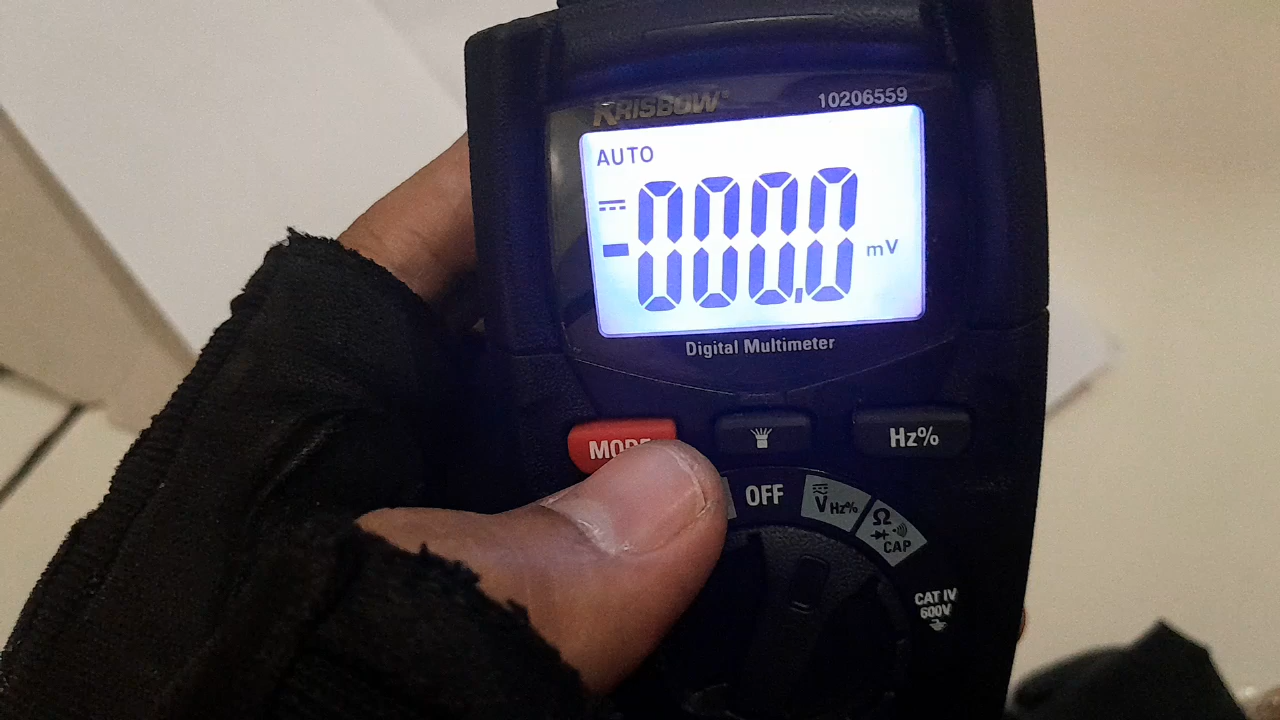 KRISBOW
10206559
AUTO
-000.0 mV
Digital Multimeter
MODE
Hz%
OFF
V Hz%
Ω
CAP
CAT IV
600V